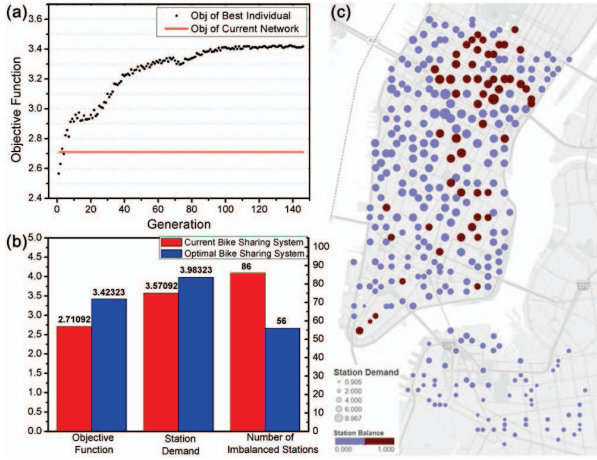 (a)
Obj of Best Individual
Obj of Current Network
Objective Function
3.8
3.6
3.4
3.2
3.0
2.8
2.6
2.4
0 20 40 60 80 100 120 140
Generation
(b)
Current Bike Sharing System
Optimal Bike Sharing System
5.0
4.5
4.0
3.5
3.0
2.5
2.0
1.5
1.0
0.5
0.0
100
90
80
70
60
50
40
30
20
10
0
2.71092
3.42323
3.57092
3.98323
86
56
Objective Function
Station Demand
Number of Imbalanced Stations
(c)
Station Demand
0.905
2.000
4.000
6.000
8.967
Station Balance
0.000 1.000